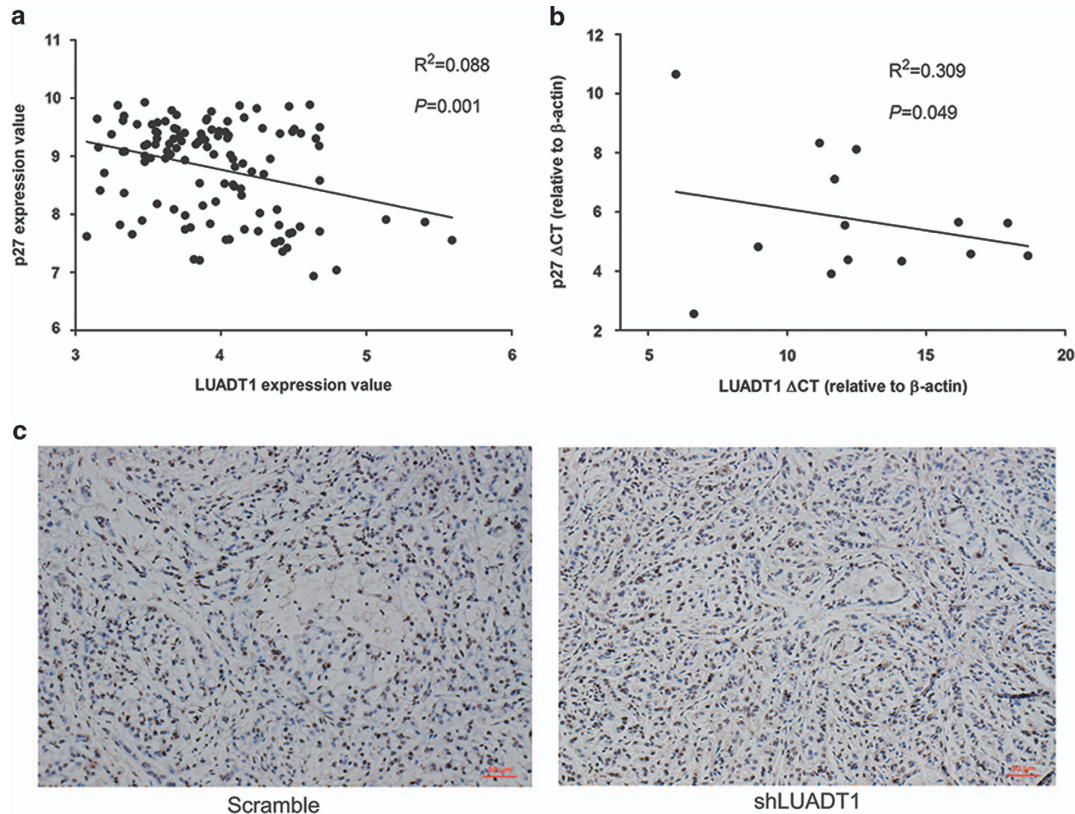 a
11
10
9
8
7
6
p27 expression value
R²=0.088
P=0.001
3
4
5
6
LUADT1 expression value
b
12
10
8
6
4
2
p27 ΔCT (relative to β-actin)
R²=0.309
P=0.049
5
10
15
20
LUADT1 ΔCT (relative to β-actin)
c
Scramble
shLUADT1